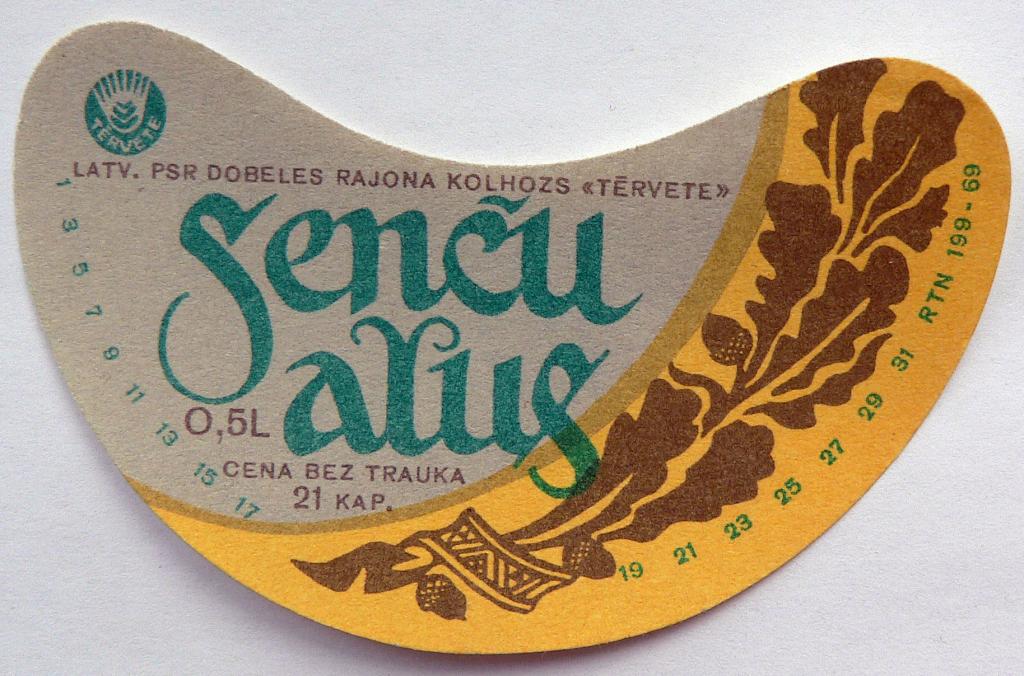 TĒRVETE
LATV. PSR DOBELES RAJONA KOLHOZS «TĒRVETE»
Senču
alus
0,5L
CENA BEZ TRAUKA
21 KAP.
1 3 5 7 9 11 13 15 17 19 21 23 25 27 29 31 RTN 199-69